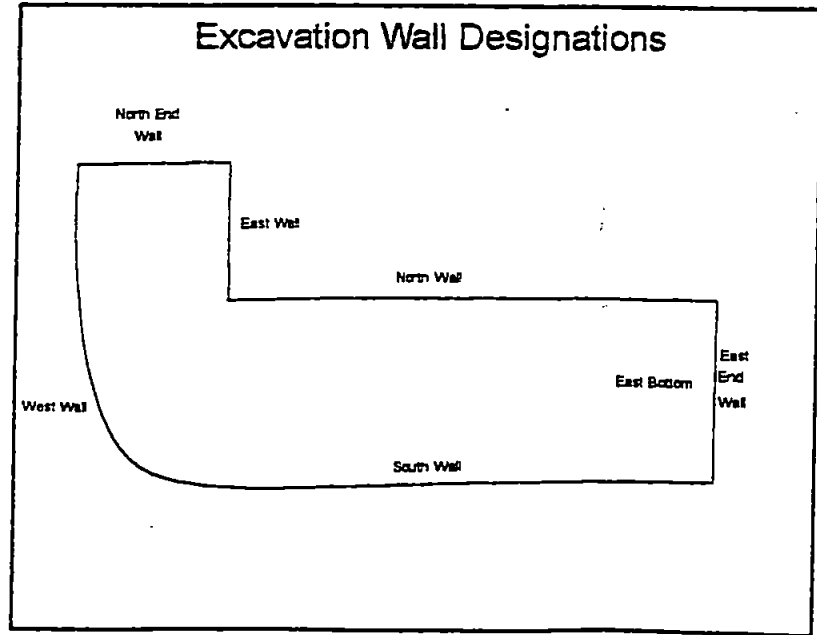 Excavation Wall Designations
North End
Wall
East Wall
North Wall
East
East Bottom
End
West Wall
Wall
South Wall